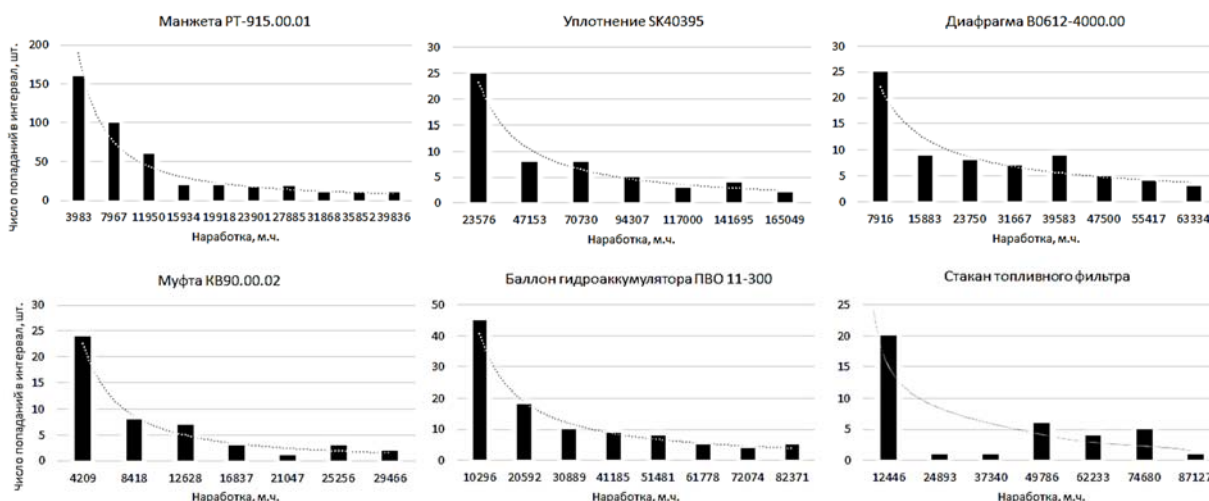 Манжета РТ-915.00.01
Число попаданий в интервал, шт.
200
150
100
50
0
3983 7967 11950 15934 19918 23901 27885 31868 35852 39836
Наработка, м.ч.
Уплотнение SK40395
30
25
20
15
10
5
0
23576 47153 70730 94307 117000 141695 165049
Наработка, м.ч.
Диафрагма В0612-4000.00
30
25
20
15
10
5
0
7916 15883 23750 31667 39583 47500 55417 63334
Наработка, м.ч.
Муфта КВ90.00.02
Число попаданий в интервал, шт.
30
25
20
15
10
5
0
4209 8418 12628 16837 21047 25256 29466
Наработка, м.ч.
Баллон гидроаккумулятора ПВО 11-300
50
40
30
20
10
0
10296 20592 30889 41185 51481 61778 72074 82371
Наработка, м.ч.
Стакан топливного фильтра
25
20
15
10
5
0
12446 24893 37340 49786 62233 74680 87127
Наработка, м.ч.